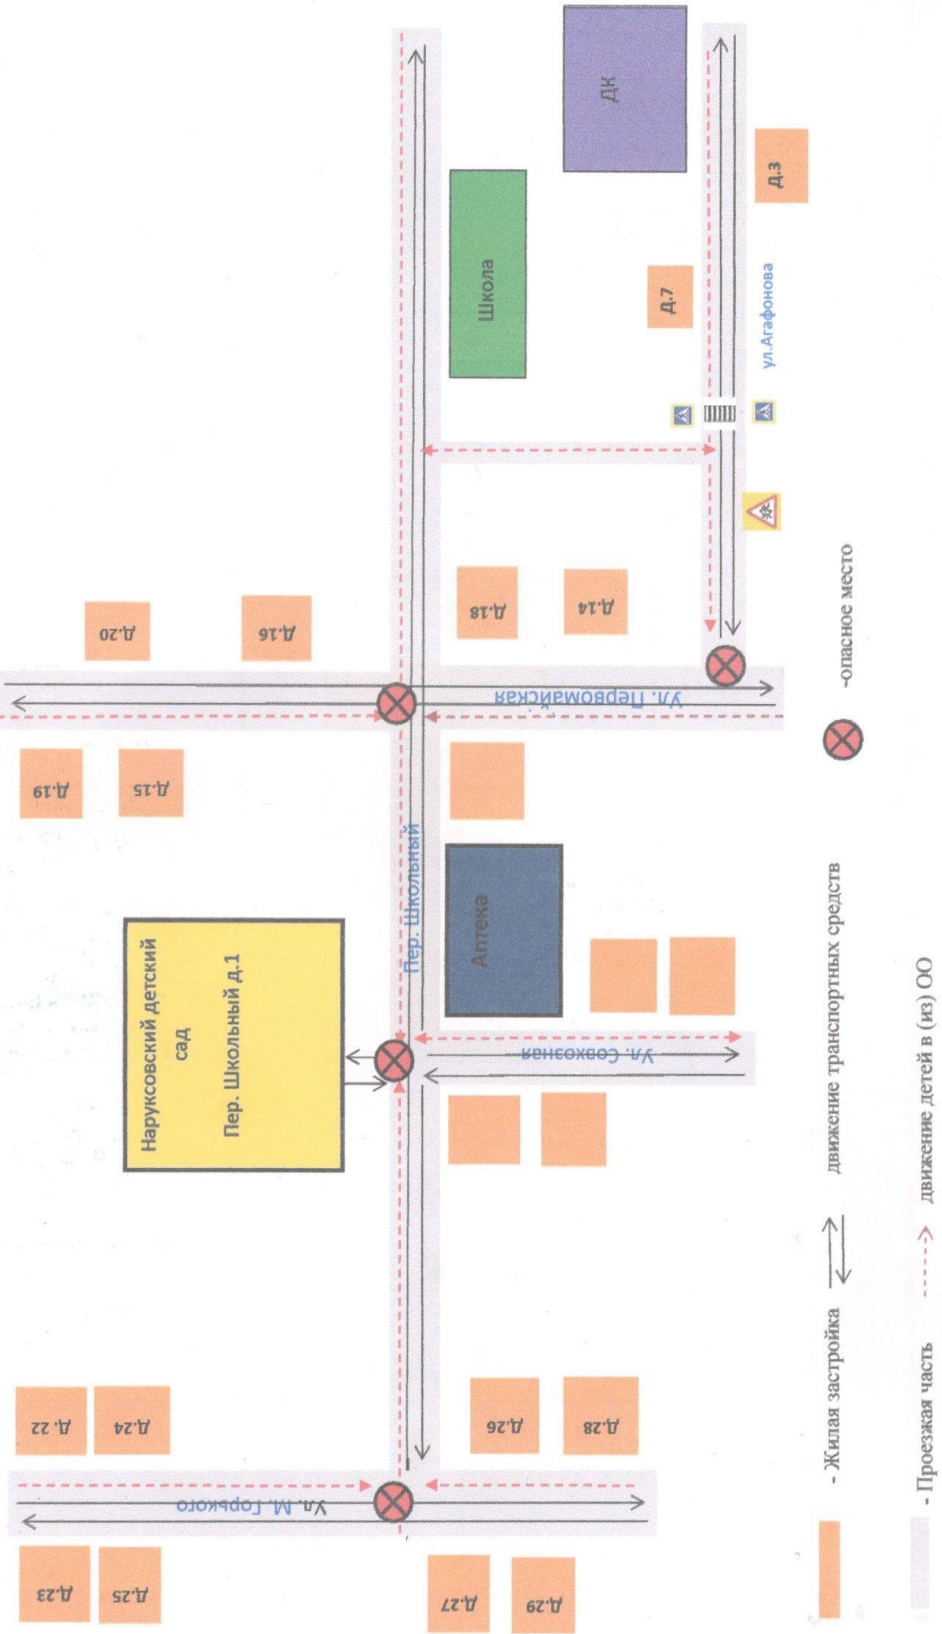 Д.23
Д.25
Д. 22
Д.24
Ул. М. Горького
Д.27
Д.29
Д.26
Д.28
Наруксовский детский
сад
Пер. Школьный д.1
Пер. Школьный
Ул. Совхозная
Аптека
Д.19
Д.15
Д.20
Д.16
Ул. Первомайская
Д.18
Д.14
Школа
ДК
Д.7
Д.3
ул.Агафонова
- Жилая застройка
движение транспортных средств
-опасное место
- Проезжая часть
движение детей в (из) ОО